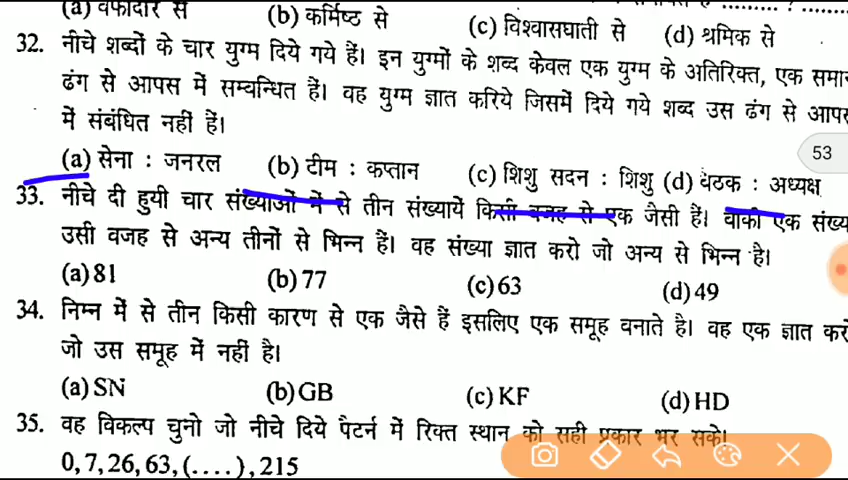 (a) वफादार से (b) कर्मिष्ठ से (c) विश्वासघाती से (d) श्रमिक से
32. नीचे शब्दों के चार युग्म दिये गये हैं। इन युग्मों के शब्द केवल एक युग्म के अतिरिक्त, एक समान
ढंग से आपस में सम्वन्धित हैं। वह युग्म ज्ञात करिये जिसमें दिये गये शब्द उस ढंग से आपस
में संबंधित नहीं हैं।
(a) सेना : जनरल (b) टीम : कप्तान (c) शिशु सदन : शिशु (d) वैठक : अध्यक्ष
53
33. नीचे दी हुयी चार संख्याओं में से तीन संख्यायें किसी वजह से एक जैसी हैं। वाकी एक संख्य
उसी वजह से अन्य तीनों से भिन्न हैं। वह संख्या ज्ञात करो जो अन्य से भिन्न है।
(a) 81 (b) 77 (c) 63 (d) 49
34. निम्न में से तीन किसी कारण से एक जैसे हैं इसलिए एक समूह वनाते है। वह एक ज्ञात करो
जो उस समूह में नहीं है।
(a) SN (b) GB (c) KF (d) HD
35. वह विकल्प चुनो जो नीचे दिये पैटर्न में रिक्त स्थान को सही प्रकार भर सके।
0, 7, 26, 63, (....), 215